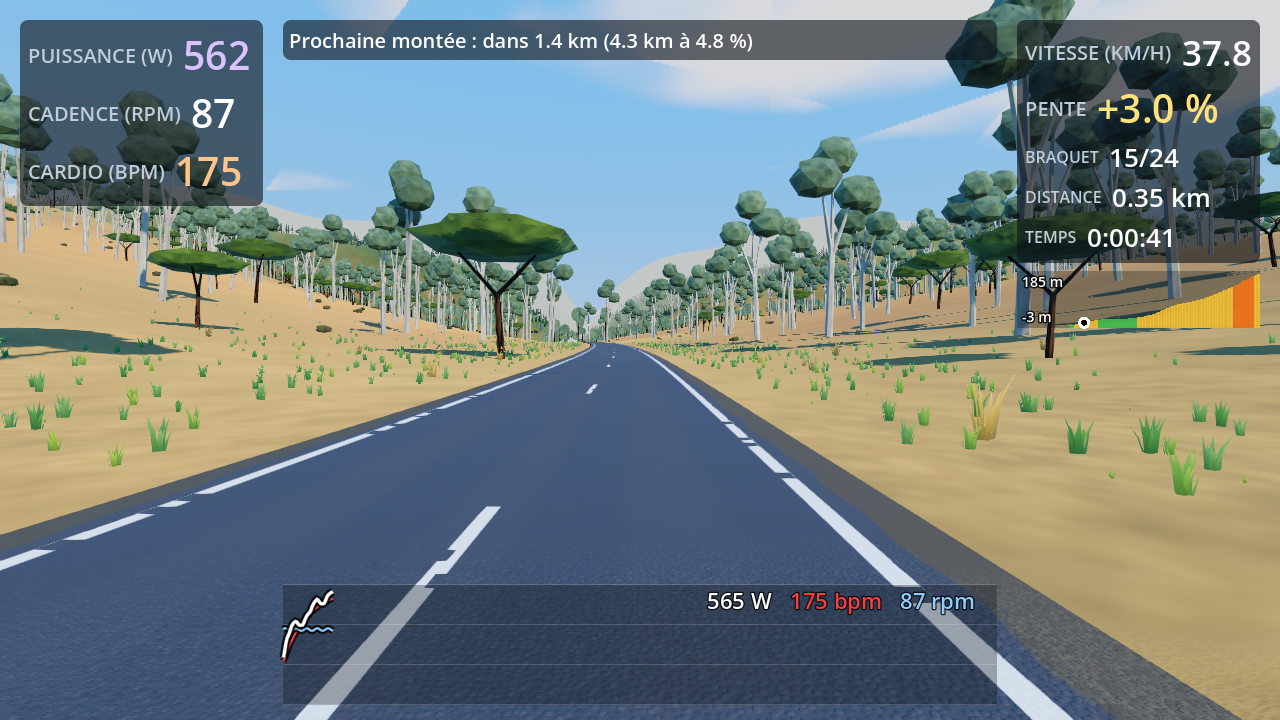 PUISSANCE (W) 562
CADENCE (RPM) 87
CARDIO (BPM) 175
Prochaine montée : dans 1.4 km (4.3 km à 4.8 %)
VITESSE (KM/H) 37.8
PENTE +3.0 %
BRAQUET 15/24
DISTANCE 0.35 km
TEMPS 0:00:41
185 m
-3 m
565 W 175 bpm 87 rpm